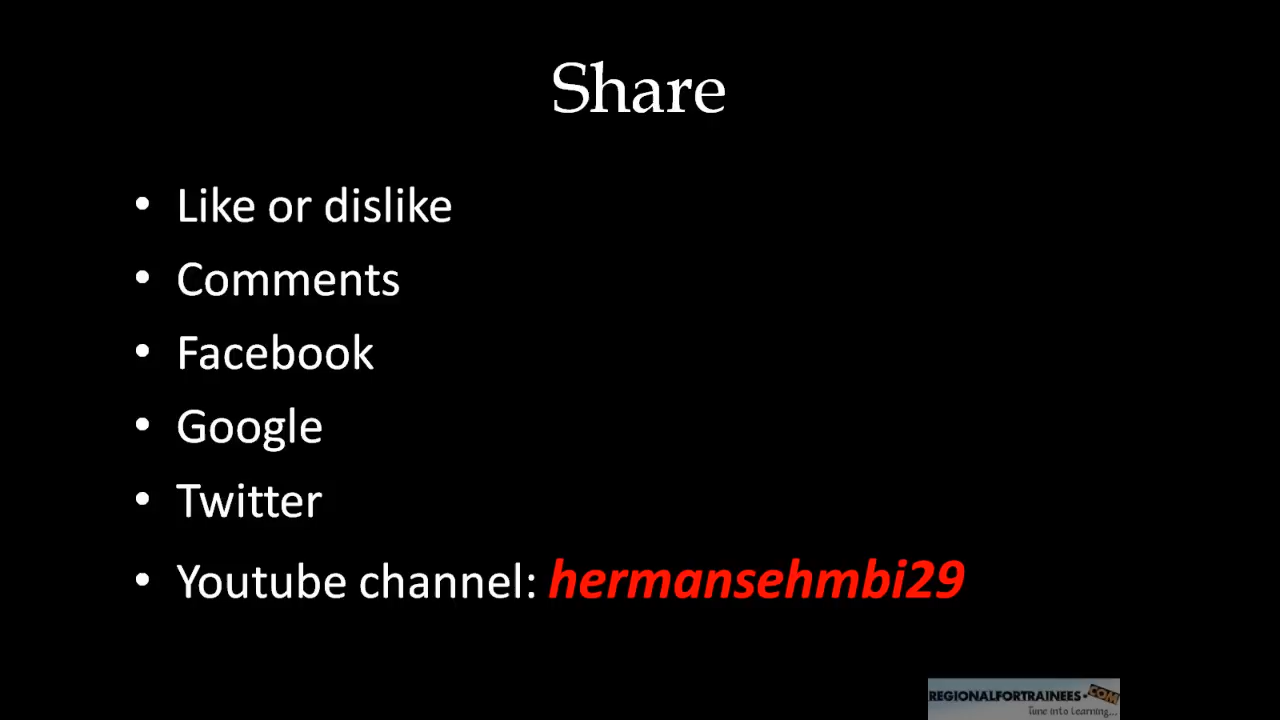 Share
• Like or dislike
• Comments
• Facebook
• Google
• Twitter
• Youtube channel: hermansehmbi29
REGIONALFORTRAINEES.COM
Tune into Learning...